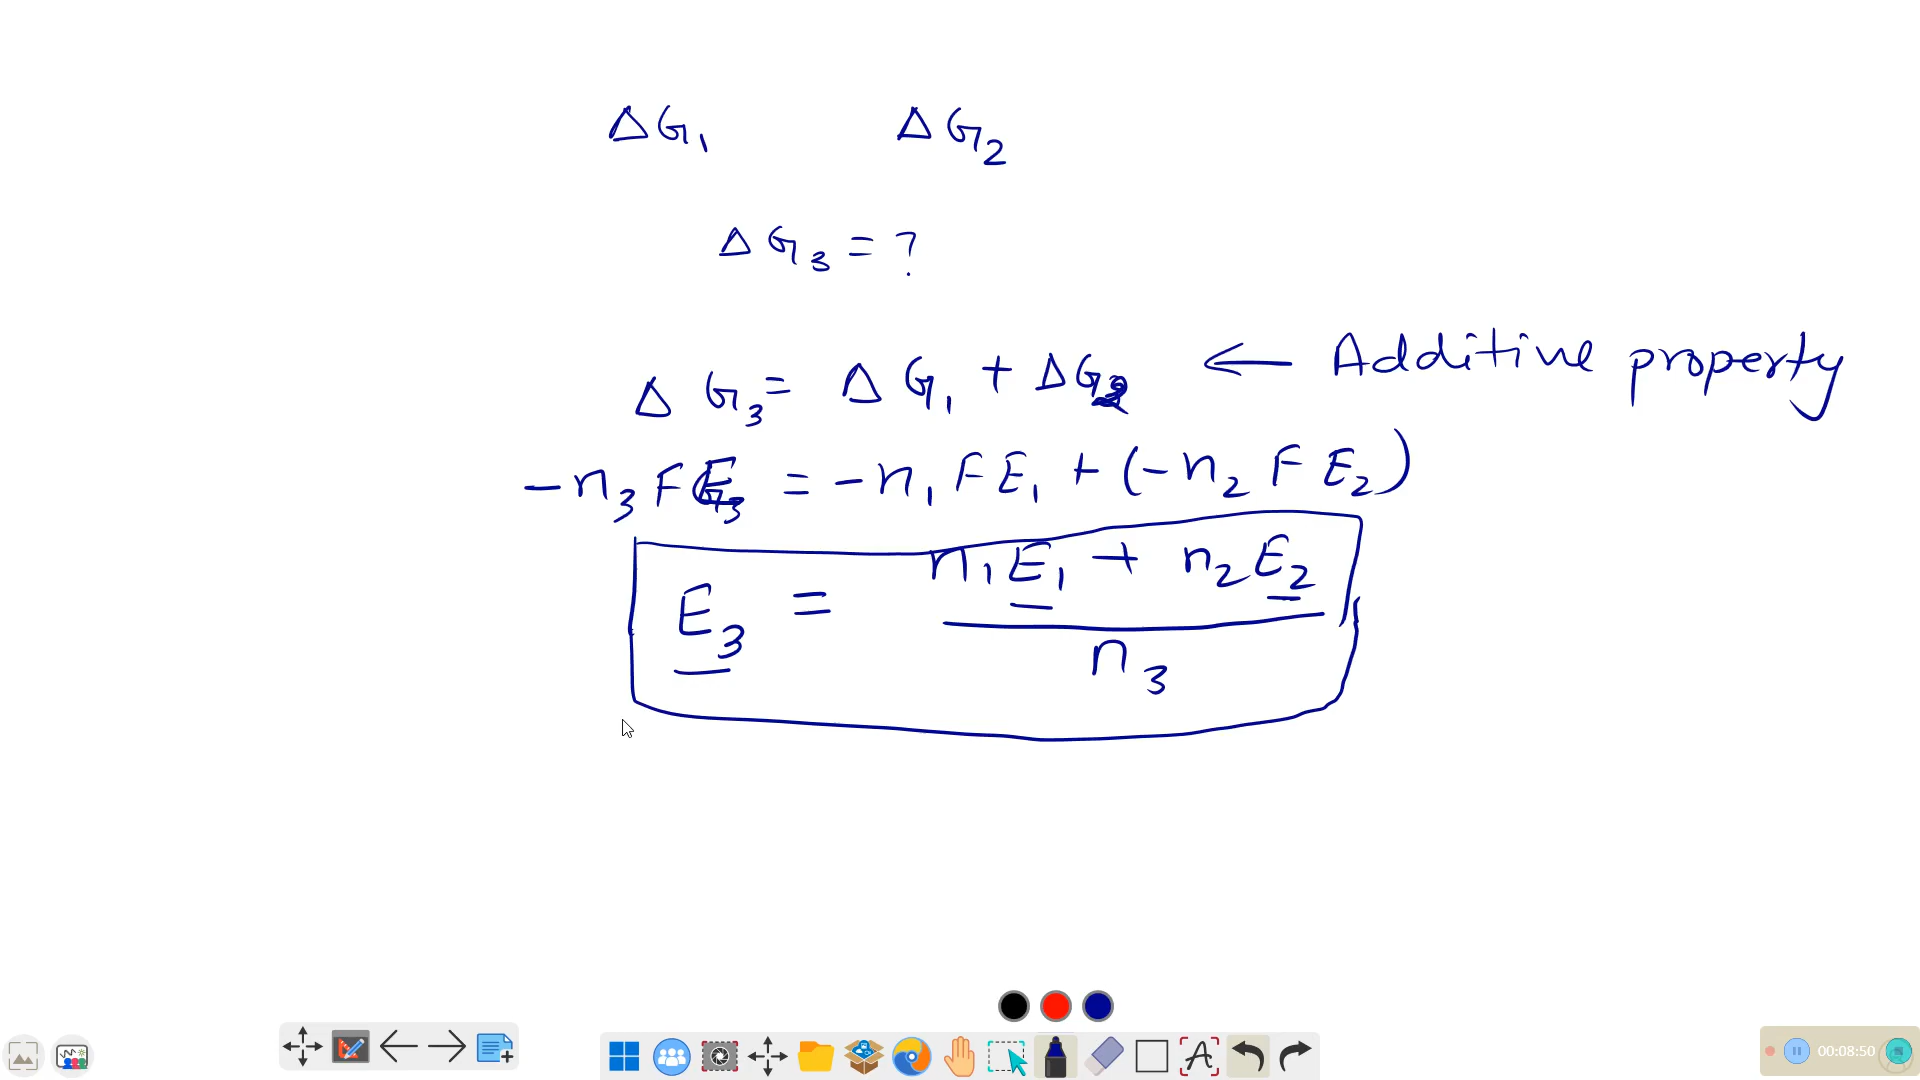 ΔG₁ ΔG₂
ΔG₃ = ?
ΔG₃ = ΔG₁ + ΔG₂ ← Additive property
-n₃FE₃ = -n₁FE₁ + (-n₂FE₂)
E₃ = (n₁E₁ + n₂E₂) / n₃
00:08:50